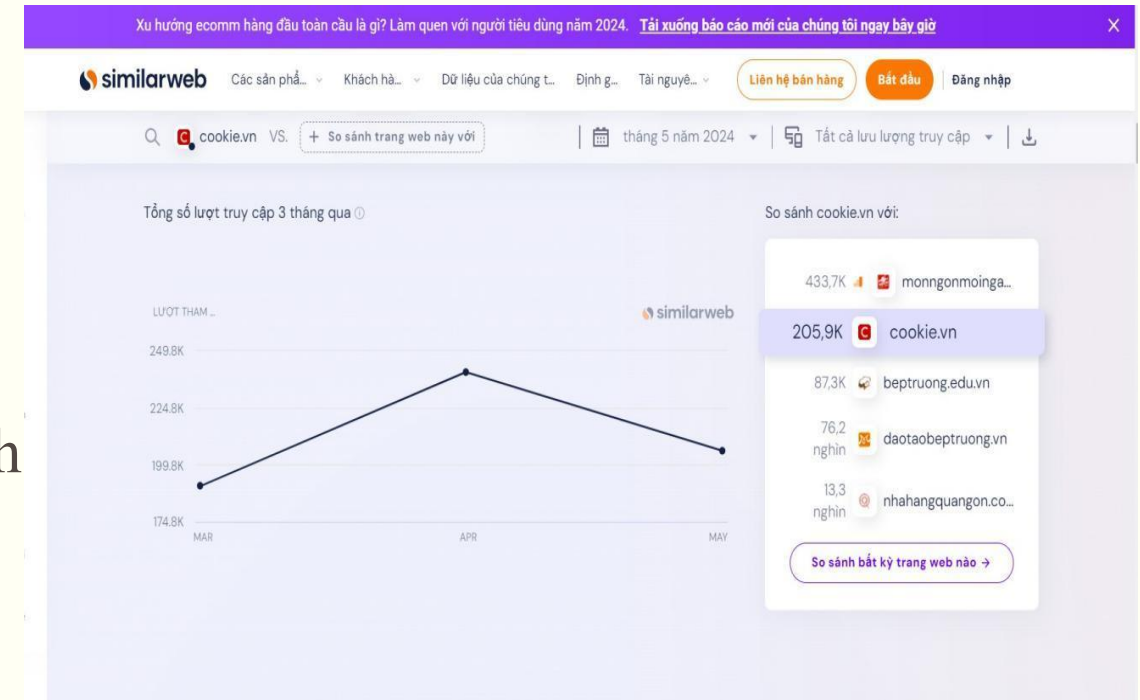 Xu hướng ecomm hàng đầu toàn cầu là gì? Làm quen với người tiêu dùng năm 2024. Tải xuống báo cáo mới của chúng tôi ngay bây giờ X
similarweb Các sản phẩ... Khách hà... Dữ liệu của chúng t... Định g... Tài nguyê... Liên hệ bán hàng Bắt đầu Đăng nhập
cookie.vn VS. + So sánh trang web này với tháng 5 năm 2024 Tất cả lưu lượng truy cập
Tổng số lượt truy cập 3 tháng qua
LƯỢT THAM ...
similarweb
249.8K
224.8K
199.8K
174.8K
MAR APR MAY
h
So sánh cookie.vn với:
433,7K monngonmoinga...
205,9K C cookie.vn
87,3K beptruong.edu.vn
76,2 nghìn daotaobeptruong.vn
13,3 nghìn nhahangquangon.co...
So sánh bất kỳ trang web nào →